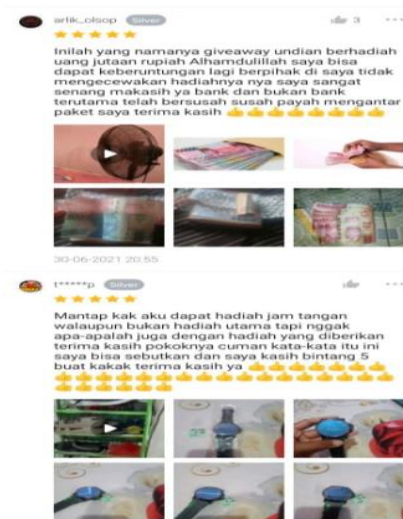 arlik_olsop Silver 3
Inilah yang namanya giveaway undian berhadiah
uang jutaan rupiah Alhamdulillah saya bisa
dapat keberuntungan lagi berpihak di saya tidak
mengecewakan hadiahnya nya saya sangat
senang makasih ya bank dan bukan bank
terutama telah bersusah susah payah mengantar
paket saya terima kasih 👍👍👍👍👍👍👍👍
30-06-2021 20:55
t*****p Silver
Mantap kak aku dapat hadiah jam tangan
walaupun bukan hadiah utama tapi nggak
apa-apalah juga dengan hadiah yang diberikan
terima kasih pokoknya cuman kata-kata itu ini
saya bisa sebutkan dan saya kasih bintang 5
buat kakak terima kasih ya